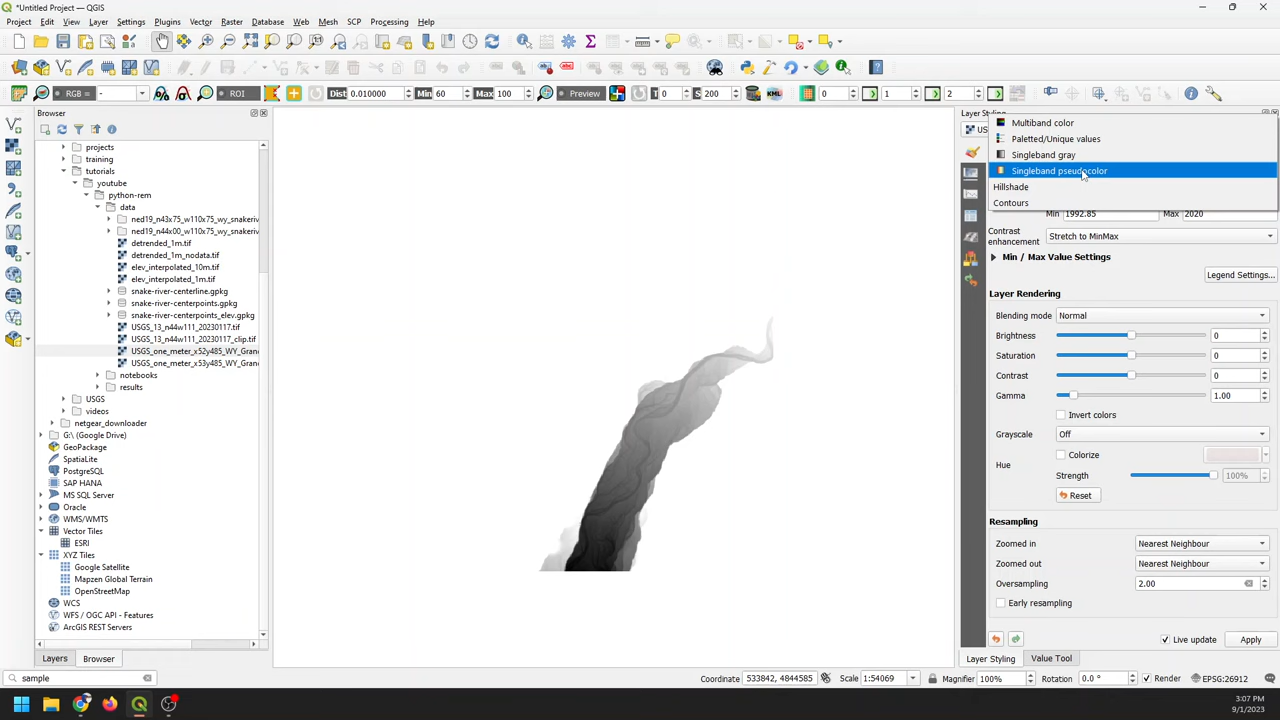 *Untitled Project — QGIS
Project Edit View Layer Settings Plugins Vector Raster Database Web Mesh SCP Processing Help
RGB = - ROI Dist 0.010000 Min 60 Max 100 Preview T 0 S 200 KML 0 1 2
Browser
projects
training
tutorials
youtube
python-rem
data
ned19_n43x75_w110x75_wy_snakeriv
ned19_n44x00_w110x75_wy_snakeriv
detrended_1m.tif
detrended_1m_nodata.tif
elev_interpolated_10m.tif
elev_interpolated_1m.tif
snake-river-centerline.gpkg
snake-river-centerpoints.gpkg
snake-river-centerpoints_elev.gpkg
USGS_13_n44w111_20230117.tif
USGS_13_n44w111_20230117_clip.tif
USGS_one_meter_x52y485_WY_Gran
USGS_one_meter_x53y485_WY_Gran
notebooks
results
USGS
videos
netgear_downloader
G:\ (Google Drive)
GeoPackage
SpatiaLite
PostgreSQL
SAP HANA
MS SQL Server
Oracle
WMS/WMTS
Vector Tiles
ESRI
XYZ Tiles
Google Satellite
Mapzen Global Terrain
OpenStreetMap
WCS
WFS / OGC API - Features
ArcGIS REST Servers
Layers Browser
Layer Styling
US
Multiband color
Paletted/Unique values
Singleband gray
Singleband pseudocolor
Hillshade
Contours
Min 1992.85 Max 2020
Contrast enhancement Stretch to MinMax
Min / Max Value Settings
Legend Settings...
Layer Rendering
Blending mode Normal
Brightness 0
Saturation 0
Contrast 0
Gamma 1.00
Invert colors
Grayscale Off
Hue Colorize
Strength 100%
Reset
Resampling
Zoomed in Nearest Neighbour
Zoomed out Nearest Neighbour
Oversampling 2.00
Early resampling
Live update Apply
Layer Styling Value Tool
sample Coordinate 533842, 4844585 Scale 1:54069 Magnifier 100% Rotation 0.0 ° Render EPSG:26912
3:07 PM
9/1/2023